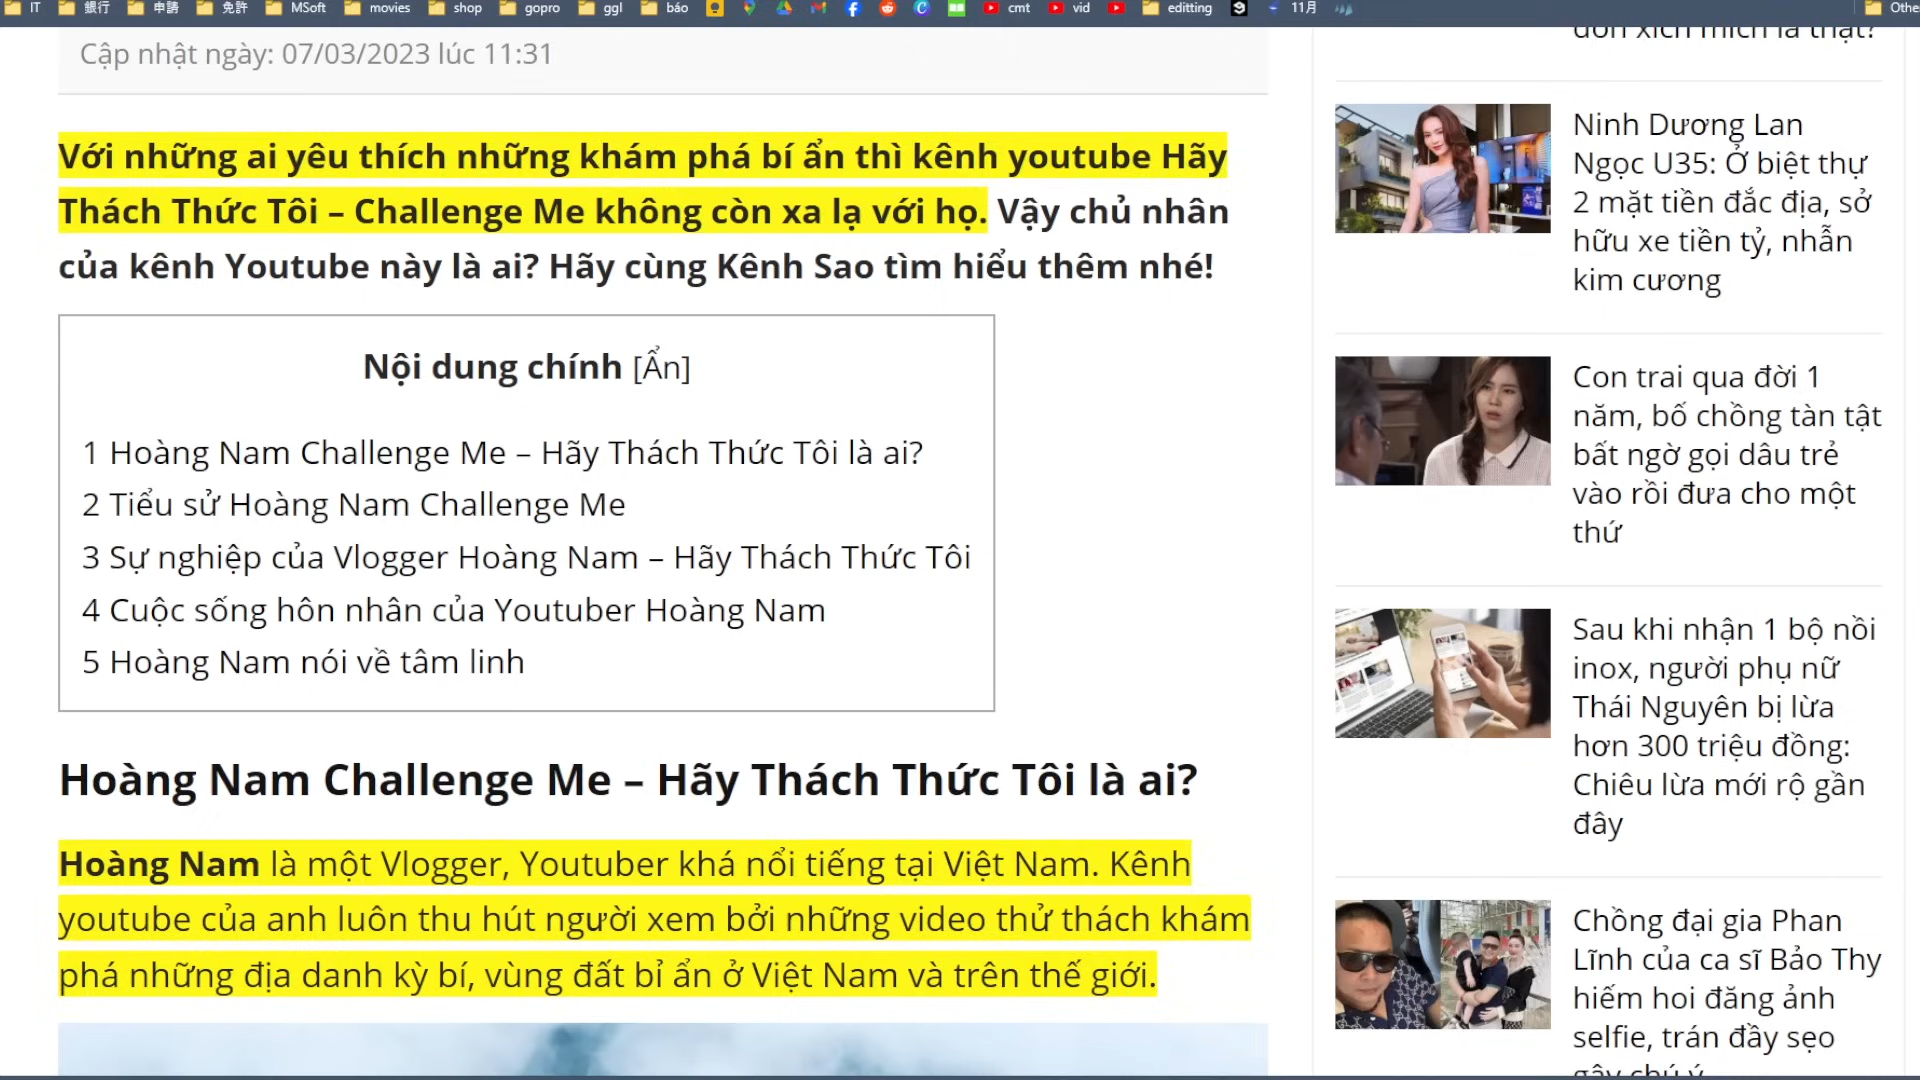 IT 銀行 申請 免許 MSoft movies shop gopro ggl báo cmt vid editting 11月
Cập nhật ngày: 07/03/2023 lúc 11:31
Với những ai yêu thích những khám phá bí ẩn thì kênh youtube Hãy
Thách Thức Tôi – Challenge Me không còn xa lạ với họ. Vậy chủ nhân
của kênh Youtube này là ai? Hãy cùng Kênh Sao tìm hiểu thêm nhé!
Nội dung chính [Ẩn]
1 Hoàng Nam Challenge Me – Hãy Thách Thức Tôi là ai?
2 Tiểu sử Hoàng Nam Challenge Me
3 Sự nghiệp của Vlogger Hoàng Nam – Hãy Thách Thức Tôi
4 Cuộc sống hôn nhân của Youtuber Hoàng Nam
5 Hoàng Nam nói về tâm linh
Hoàng Nam Challenge Me – Hãy Thách Thức Tôi là ai?
Hoàng Nam là một Vlogger, Youtuber khá nổi tiếng tại Việt Nam. Kênh
youtube của anh luôn thu hút người xem bởi những video thử thách khám
phá những địa danh kỳ bí, vùng đất bỉ ẩn ở Việt Nam và trên thế giới.
đồn xích mích là thật?
Ninh Dương Lan
Ngọc U35: Ở biệt thự
2 mặt tiền đắc địa, sở
hữu xe tiền tỷ, nhẫn
kim cương
Con trai qua đời 1
năm, bố chồng tàn tật
bất ngờ gọi dâu trẻ
vào rồi đưa cho một
thứ
Sau khi nhận 1 bộ nồi
inox, người phụ nữ
Thái Nguyên bị lừa
hơn 300 triệu đồng:
Chiêu lừa mới rộ gần
đây
Chồng đại gia Phan
Lĩnh của ca sĩ Bảo Thy
hiếm hoi đăng ảnh
selfie, trán đầy sẹo
gây chú ý